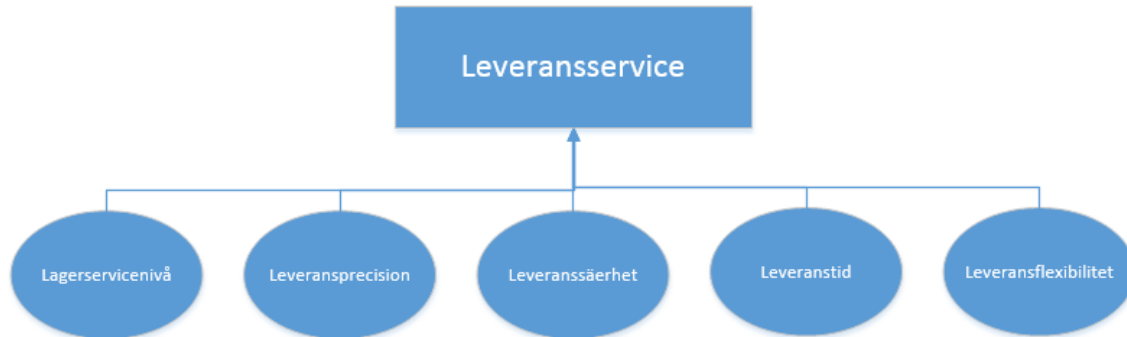 Leveransservice
Lagerservicenivå
Leveransprecision
Leveranssäerhet
Leveranstid
Leveransflexibilitet